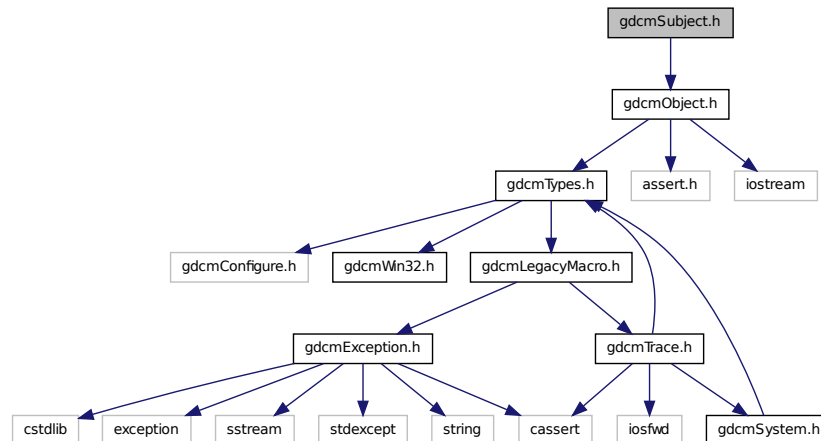 gdcmSubject.h
gdcmObject.h
gdcmTypes.h
assert.h
iostream
gdcmConfigure.h
gdcmWin32.h
gdcmLegacyMacro.h
gdcmException.h
gdcmTrace.h
cstdlib
exception
sstream
stdexcept
string
cassert
iosfwd
gdcmSystem.h